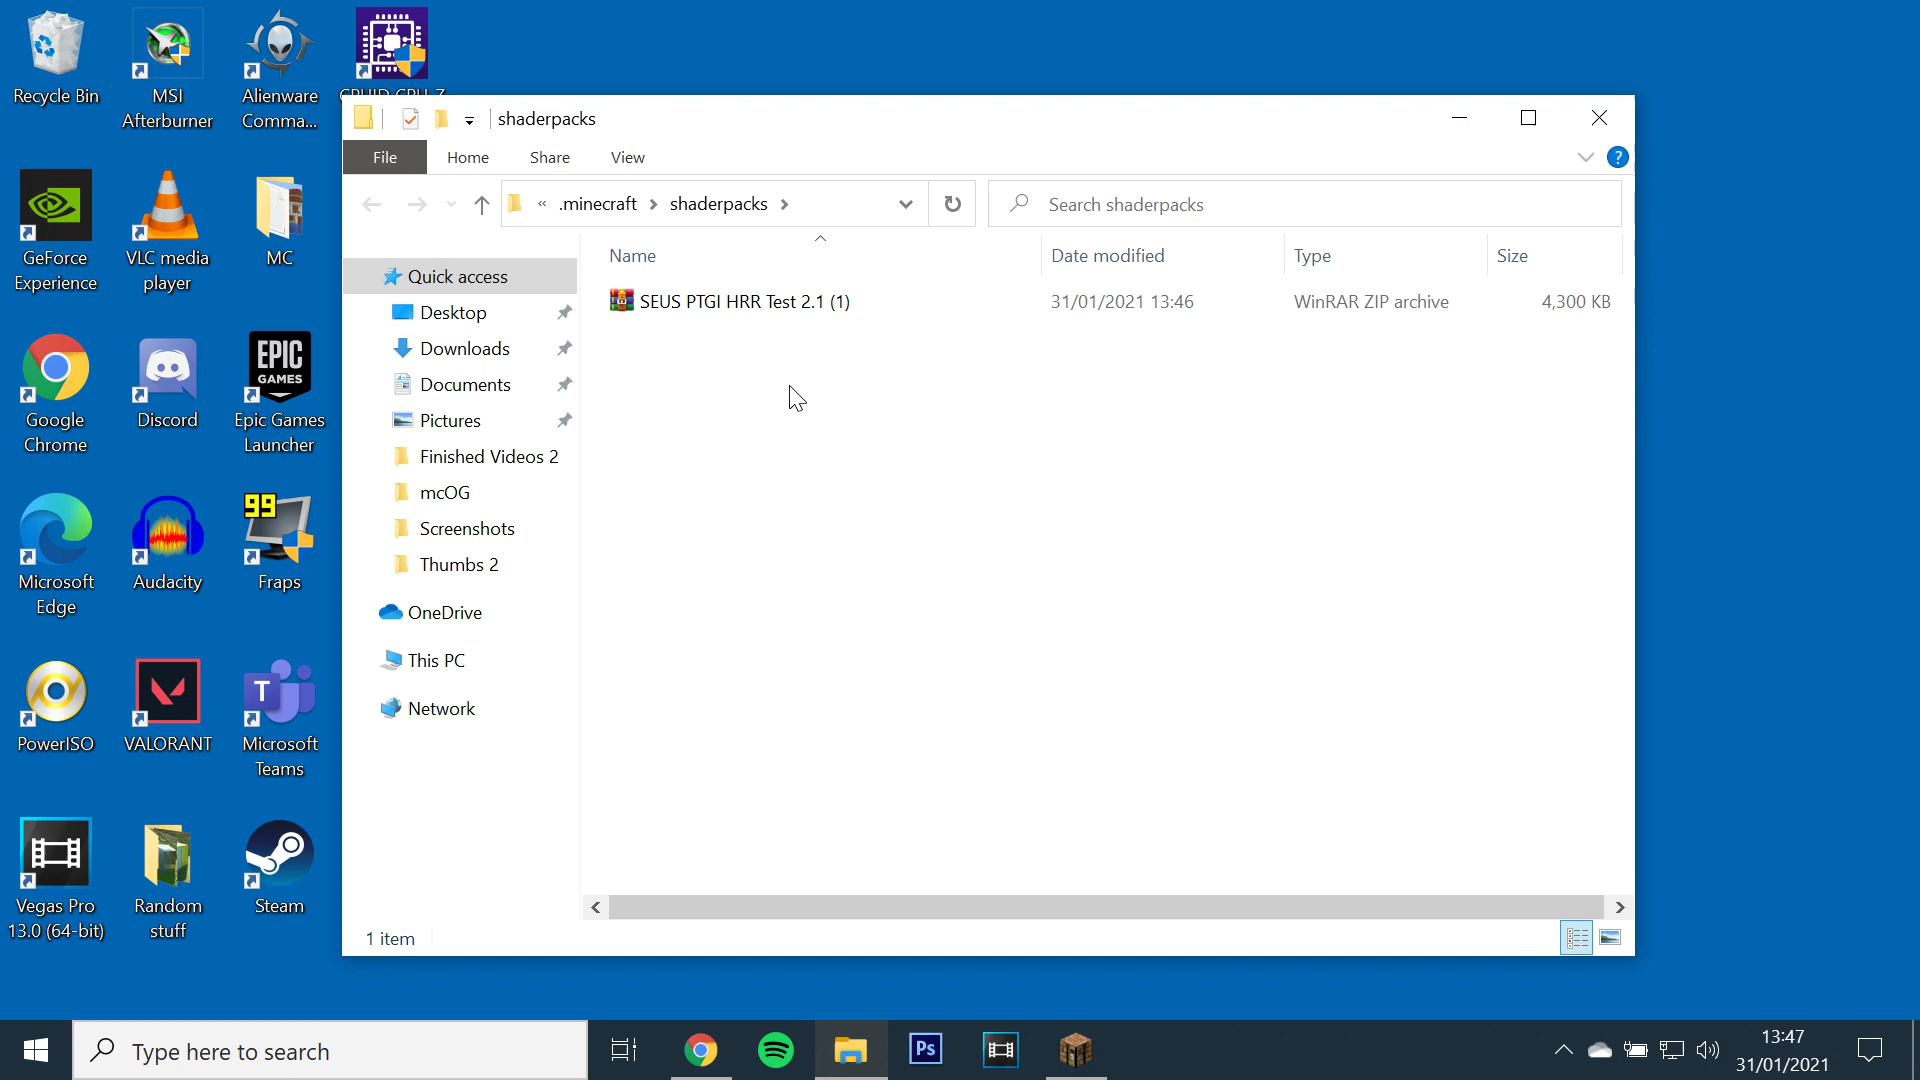 Recycle Bin
MSI
Afterburner
Alienware
Comma...
CPUID CPU-Z
shaderpacks
File
Home
Share
View
?
« .minecraft > shaderpacks >
Search shaderpacks
Name
Date modified
Type
Size
SEUS PTGI HRR Test 2.1 (1)
31/01/2021 13:46
WinRAR ZIP archive
4,300 KB
Quick access
Desktop
Downloads
Documents
Pictures
Finished Videos 2
mcOG
Screenshots
Thumbs 2
OneDrive
This PC
Network
1 item
GeForce
Experience
VLC media
player
MC
Google
Chrome
Discord
EPIC
GAMES
Epic Games
Launcher
Microsoft
Edge
Audacity
99
Fraps
PowerISO
VALORANT
T
Microsoft
Teams
Vegas Pro
13.0 (64-bit)
Random
stuff
Steam
Type here to search
Ps
13:47
31/01/2021